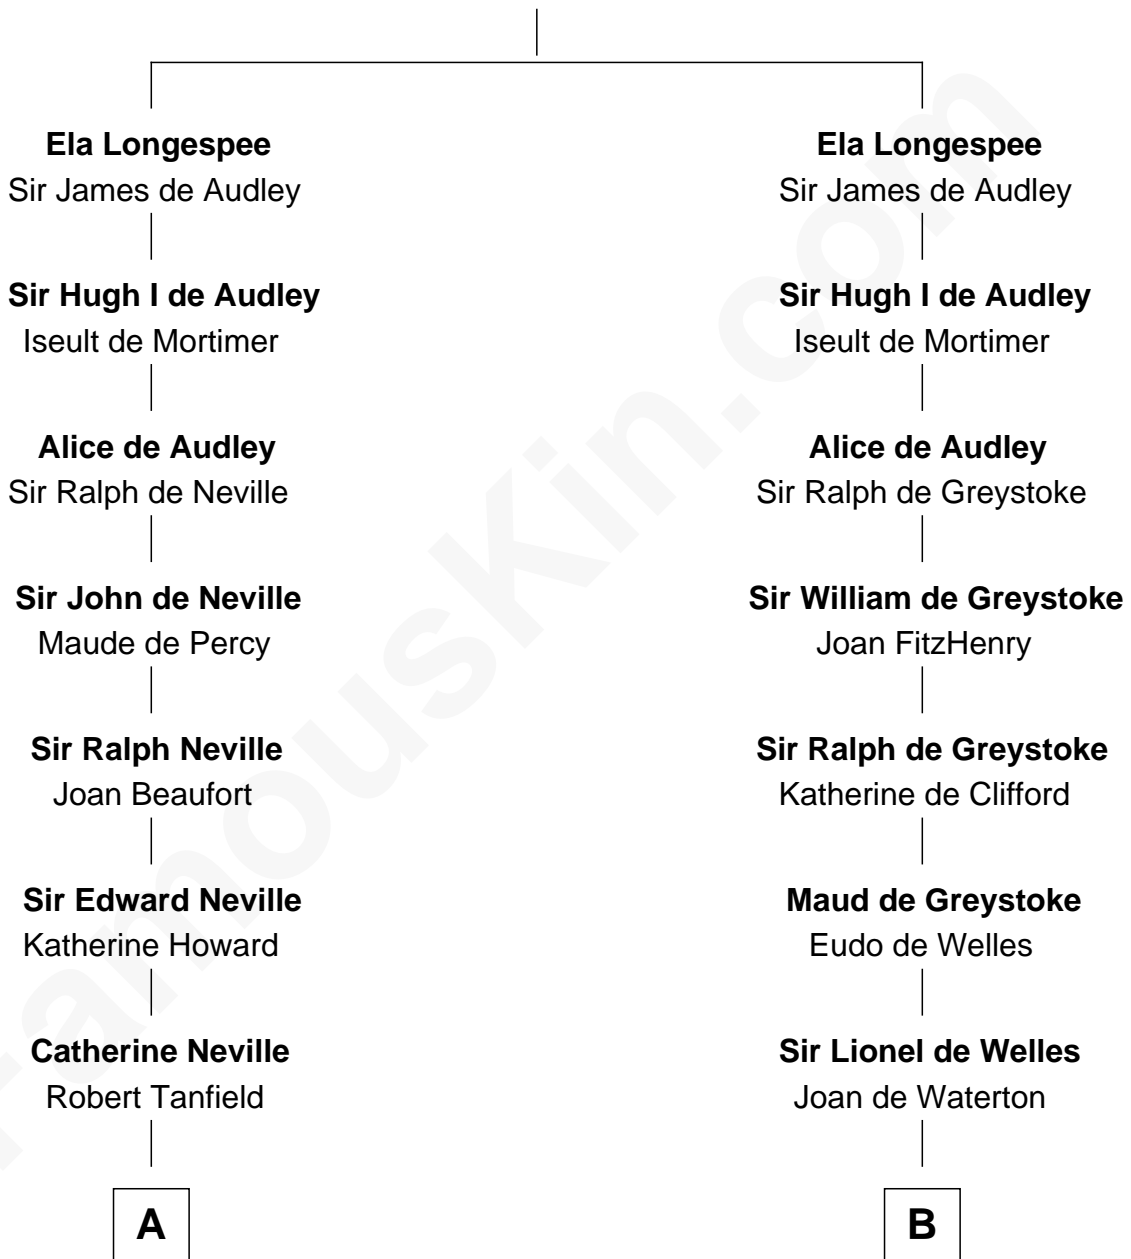 Ela Longespee
Sir James de Audley
Sir Hugh I de Audley
Iseult de Mortimer
Alice de Audley
Sir Ralph de Neville
Sir John de Neville
Maude de Percy
Sir Ralph Neville
Joan Beaufort
Sir Edward Neville
Katherine Howard
Catherine Neville
Robert Tanfield
A
Ela Longespee
Sir James de Audley
Sir Hugh I de Audley
Iseult de Mortimer
Alice de Audley
Sir Ralph de Greystoke
Sir William de Greystoke
Joan FitzHenry
Sir Ralph de Greystoke
Katherine de Clifford
Maud de Greystoke
Eudo de Welles
Sir Lionel de Welles
Joan de Waterton
B
FamousKin.com